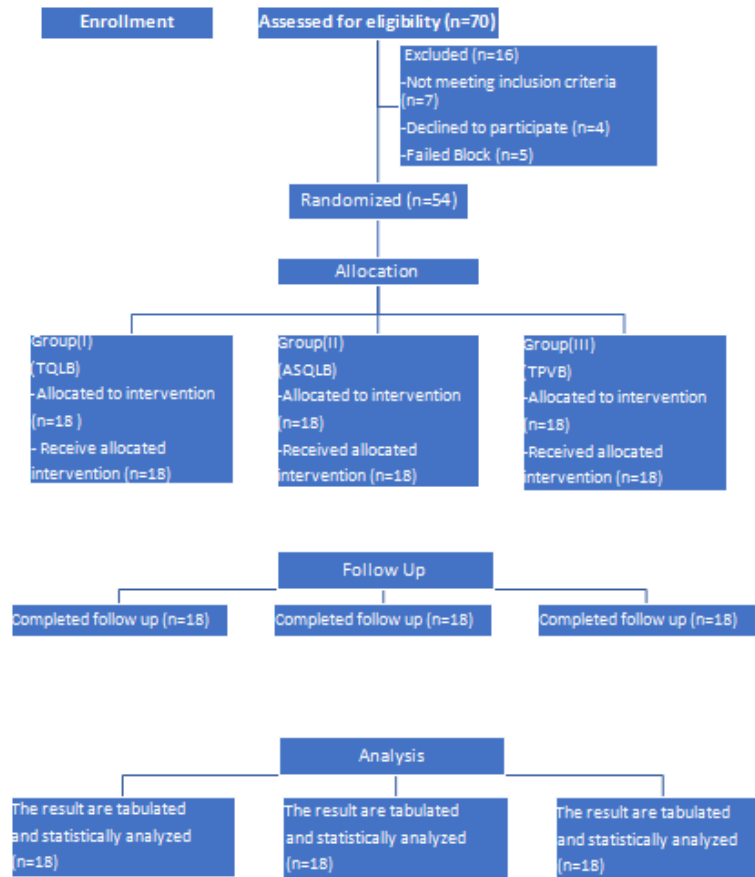 Enrollment
Assessed for eligibility (n=70)
Excluded (n=16)
-Not meeting inclusion criteria
(n=7)
-Declined to participate (n=4)
-Failed Block (n=5)
Randomized (n=54)
Allocation
Group(I)
(TQLB)
-Allocated to intervention
(n=18 )
- Receive allocated
intervention (n=18)
Group(II)
(ASQLB)
-Allocated to intervention
(n=18)
-Received allocated
intervention (n=18)
Group(III)
(TPVB)
-Allocated to intervention
(n=18)
-Received allocated
intervention (n=18)
Follow Up
Completed follow up (n=18)
Completed follow up (n=18)
Completed follow up (n=18)
Analysis
The result are tabulated
and statistically analyzed
(n=18)
The result are tabulated
and statistically analyzed
(n=18)
The result are tabulated
and statistically analyzed
(n=18)